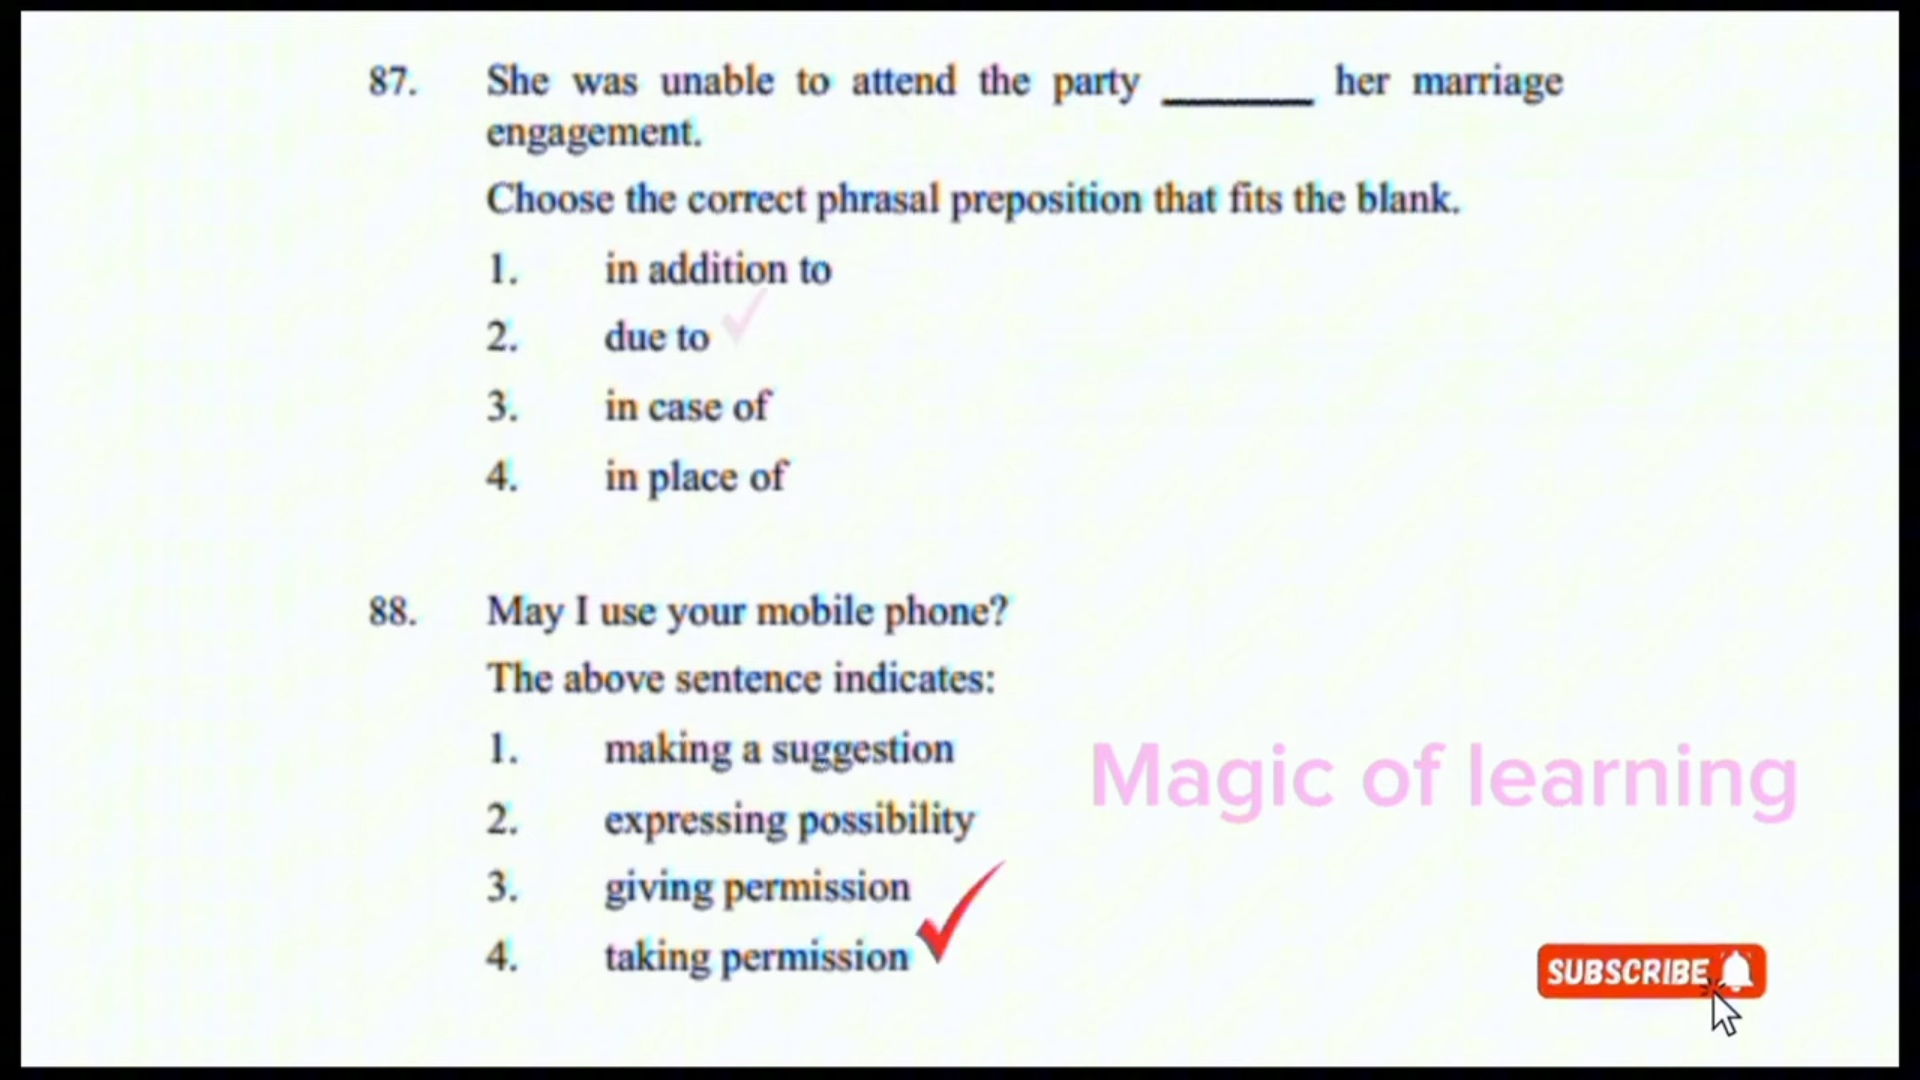 87. She was unable to attend the party ______ her marriage
engagement.
Choose the correct phrasal preposition that fits the blank.
1. in addition to
2. due to
3. in case of
4. in place of
88. May I use your mobile phone?
The above sentence indicates:
1. making a suggestion
2. expressing possibility
3. giving permission
4. taking permission
Magic of learning
SUBSCRIBE